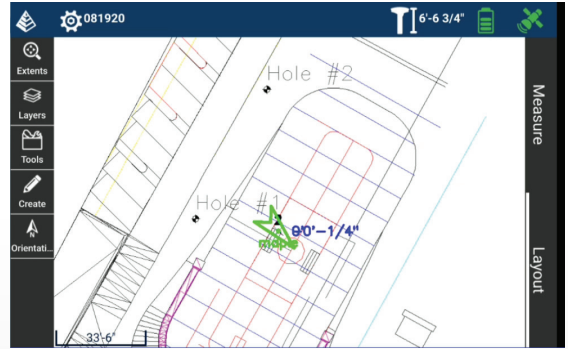 081920
6'-6 3/4"
Extents
Layers
Tools
Create
Orientati...
Measure
Layout
Hole #2
Hole #1
0'-1/4"
33'-6"